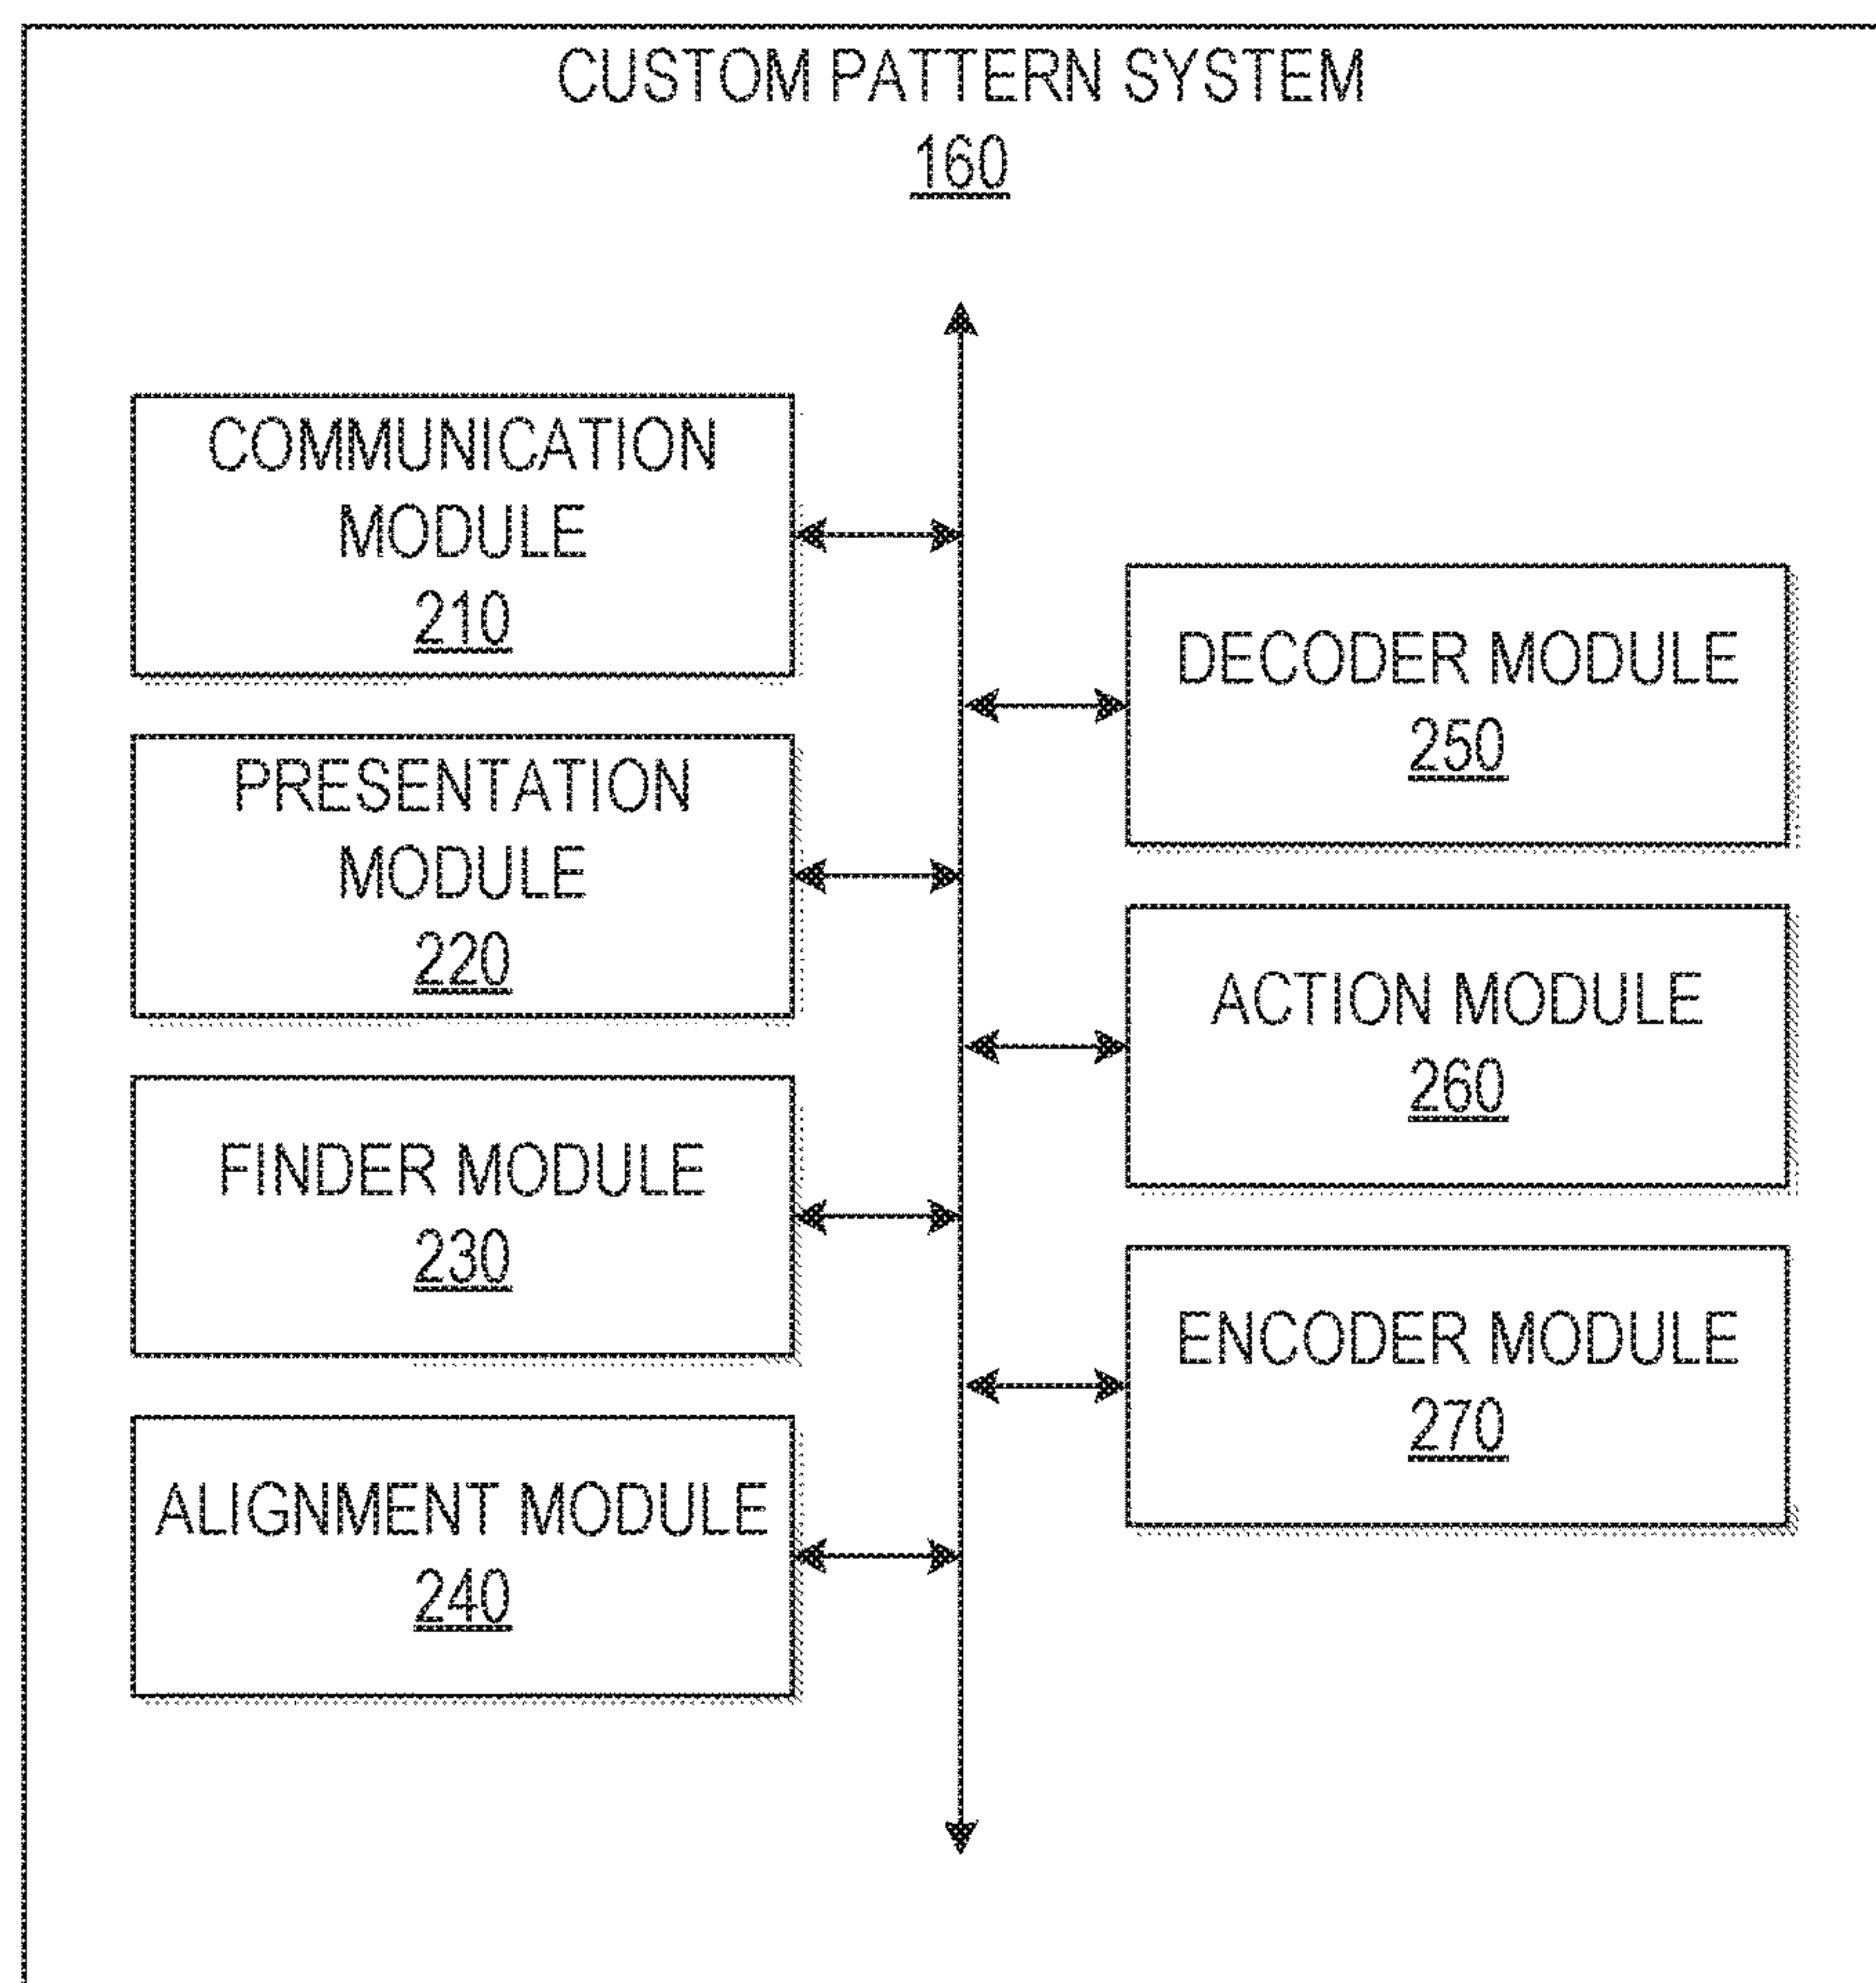 CUSTOM PATTERN SYSTEM
160
COMMUNICATION
MODULE
210
PRESENTATION
MODULE
220
FINDER MODULE
230
ALIGNMENT MODULE
240
DECODER MODULE
250
ACTION MODULE
260
ENCODER MODULE
270